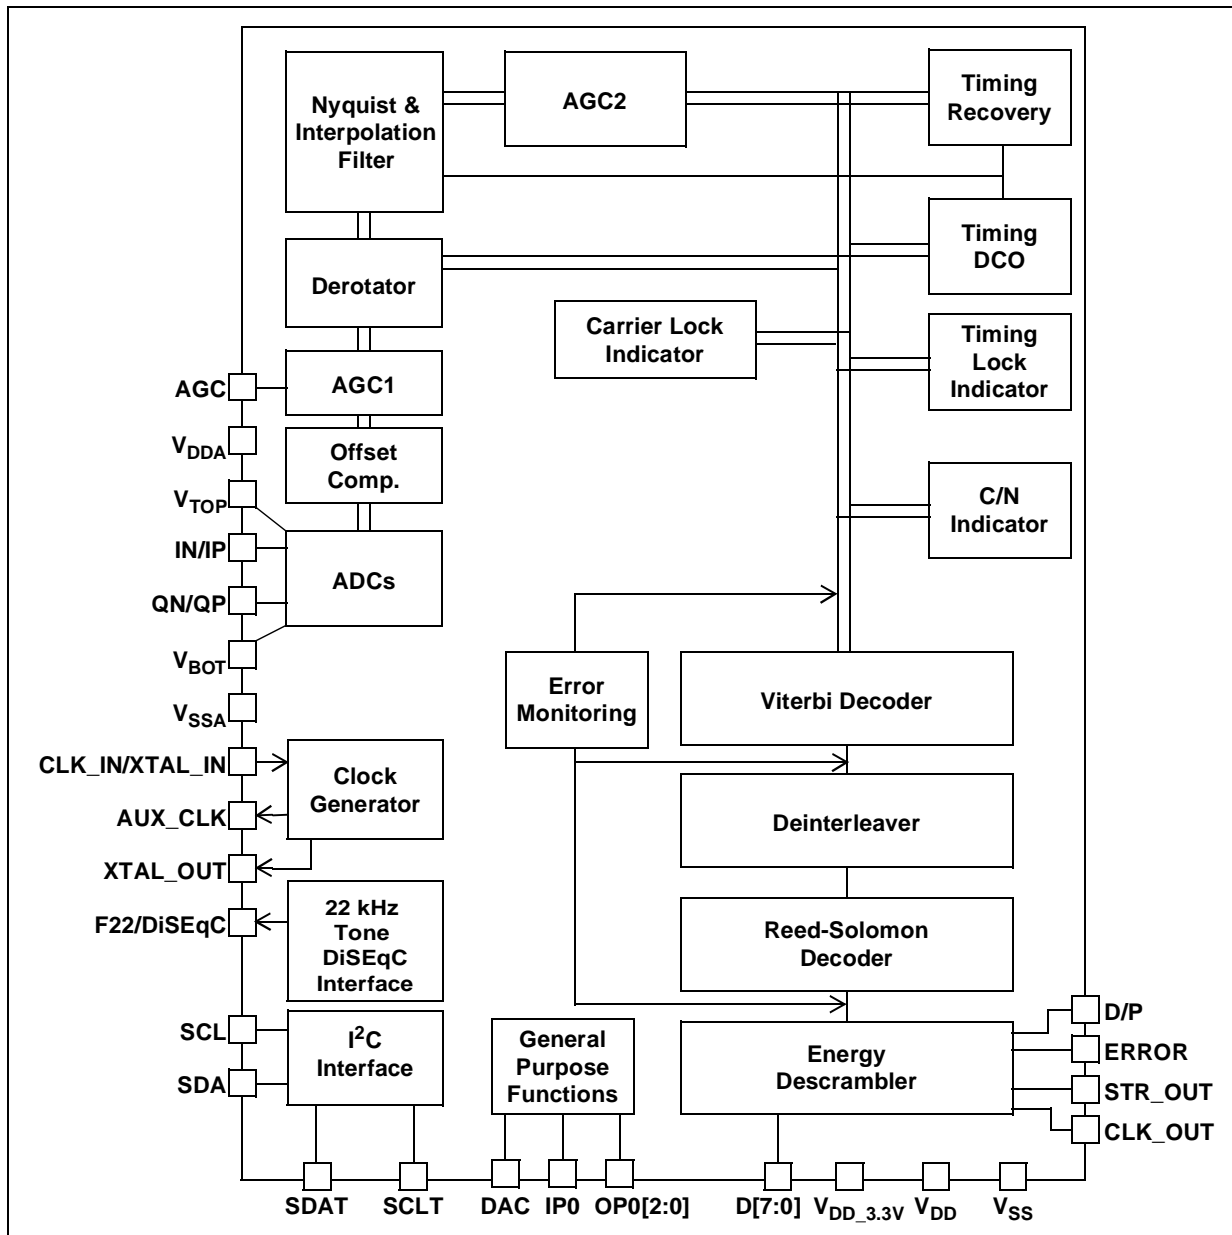 Nyquist &
Interpolation
Filter
AGC2
Timing
Recovery
Derotator
Timing
DCO
Carrier Lock
Indicator
Timing
Lock
Indicator
AGC
AGC1
VDDA
Offset
Comp.
VTOP
C/N
Indicator
IN/IP
ADCs
QN/QP
VBOT
Error
Monitoring
Viterbi Decoder
VSSA
CLK_IN/XTAL_IN
Clock
Generator
AUX_CLK
Deinterleaver
XTAL_OUT
F22/DiSEqC
22 kHz
Tone
DiSEqC
Interface
Reed-Solomon
Decoder
SCL
I2C
Interface
SDA
General
Purpose
Functions
Energy
Descrambler
D/P
ERROR
STR_OUT
CLK_OUT
SDAT
SCLT
DAC
IP0
OP0[2:0]
D[7:0]
VDD_3.3V
VDD
VSS